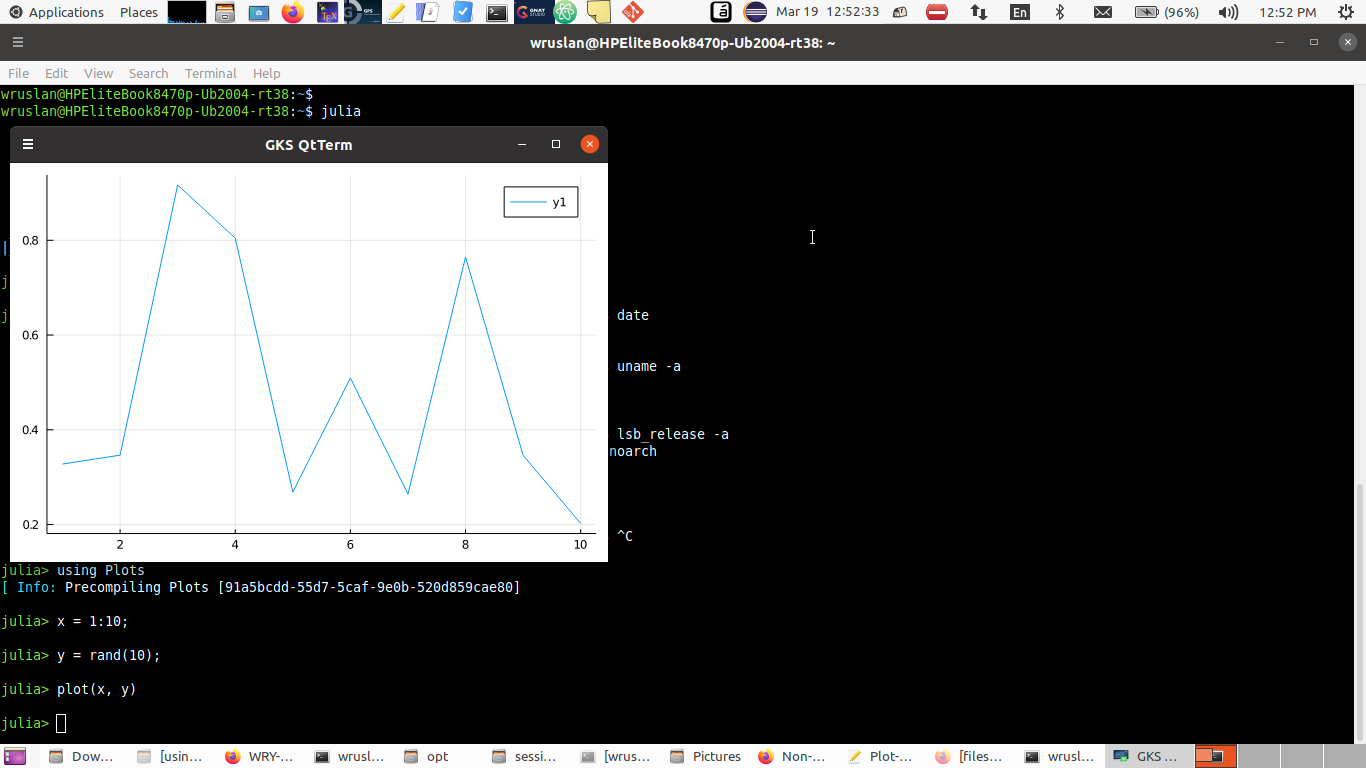 Applications Places Mar 19 12:52:33 En (96%) 12:52 PM
wruslan@HPEliteBook8470p-Ub2004-rt38: ~
File Edit View Search Terminal Help
wruslan@HPEliteBook8470p-Ub2004-rt38:~$
wruslan@HPEliteBook8470p-Ub2004-rt38:~$ julia
GKS QtTerm
y1
0.8
0.6
0.4
0.2
2 4 6 8 10
date
uname -a
lsb_release -a
noarch
^C
julia> using Plots
[ Info: Precompiling Plots [91a5bcdd-55d7-5caf-9e0b-520d859cae80]
julia> x = 1:10;
julia> y = rand(10);
julia> plot(x, y)
julia>
Dow... [usin... WRY-... wrusl... opt sessi... [wrus... Pictures Non-... Plot-... [files... wrusl... GKS ...